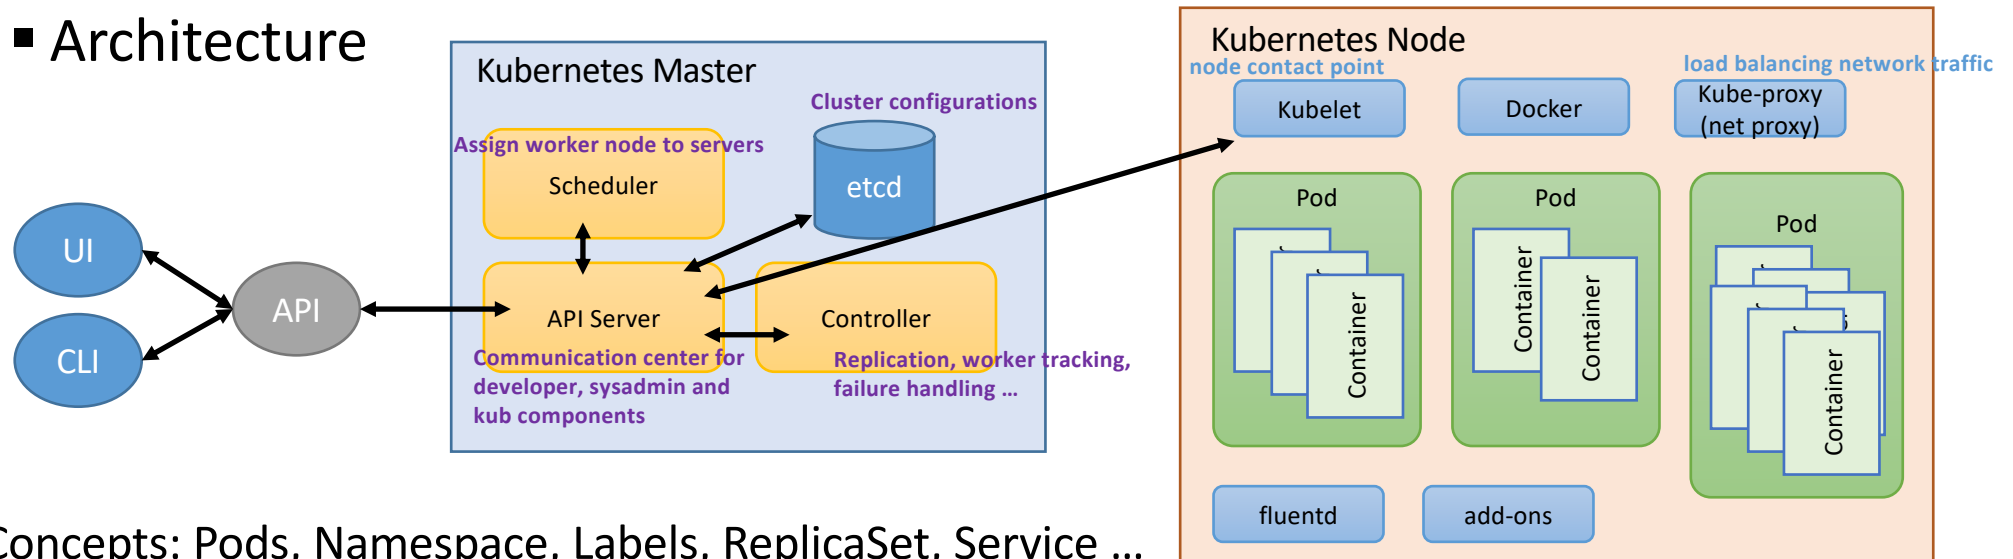 ▪ Architecture
Kubernetes Master
Cluster configurations
Assign worker node to servers
Scheduler
etcd
UI
CLI
API
API Server
Controller
Communication center for
developer, sysadmin and
kub components
Replication, worker tracking,
failure handling …
Kubernetes Node
node contact point
load balancing network traffic
Kubelet
Docker
Kube-proxy
(net proxy)
Pod
Container
Pod
Container
Container
Pod
Container
fluentd
add-ons
Concepts: Pods, Namespace, Labels, ReplicaSet, Service …